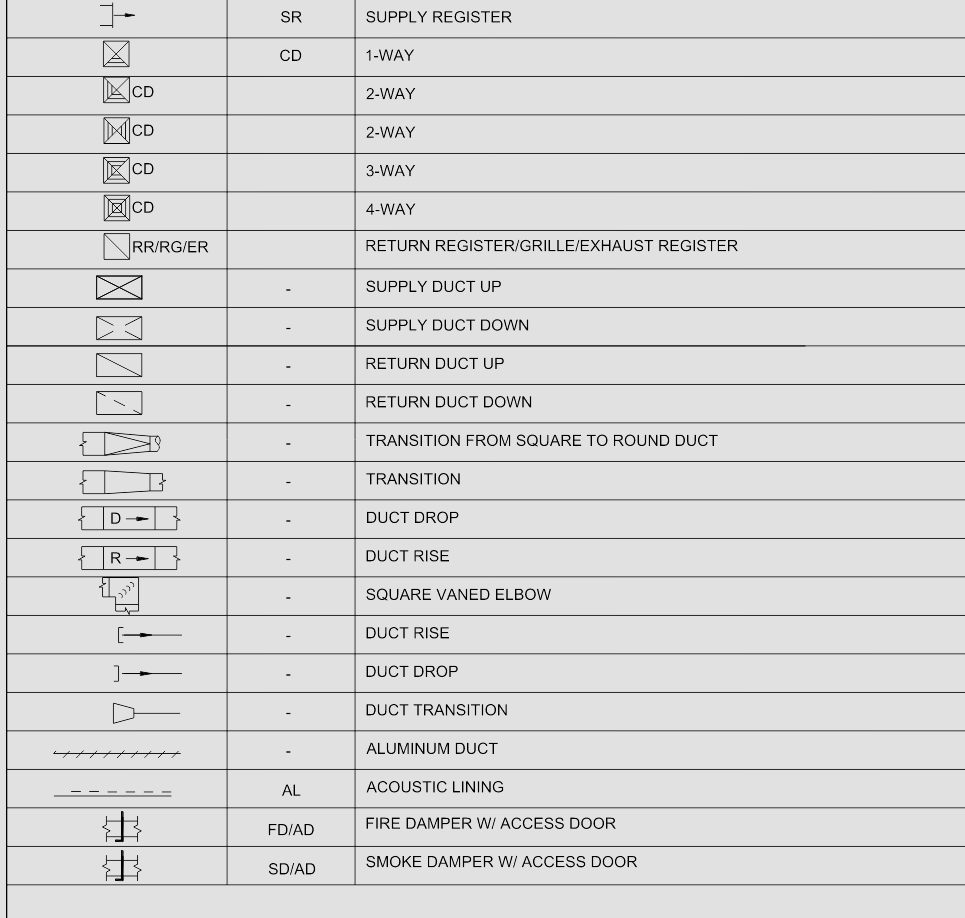 SR SUPPLY REGISTER
CD 1-WAY
CD 2-WAY
CD 2-WAY
CD 3-WAY
CD 4-WAY
RR/RG/ER RETURN REGISTER/GRILLE/EXHAUST REGISTER
- SUPPLY DUCT UP
- SUPPLY DUCT DOWN
- RETURN DUCT UP
- RETURN DUCT DOWN
- TRANSITION FROM SQUARE TO ROUND DUCT
- TRANSITION
D - DUCT DROP
R - DUCT RISE
- SQUARE VANED ELBOW
- DUCT RISE
- DUCT DROP
- DUCT TRANSITION
- ALUMINUM DUCT
AL ACOUSTIC LINING
FD/AD FIRE DAMPER W/ ACCESS DOOR
SD/AD SMOKE DAMPER W/ ACCESS DOOR